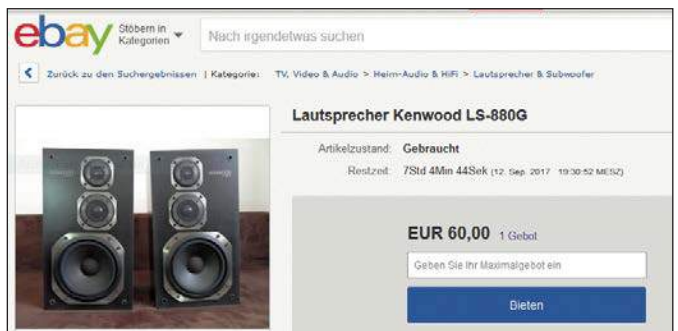 ebay
Stöbern in
Kategorien
Nach irgendetwas suchen
Zurück zu den Suchergebnissen | Kategorie: TV, Video & Audio > Heim-Audio & HiFi > Lautsprecher & Subwoofer
Lautsprecher Kenwood LS-880G
Artikelzustand: Gebraucht
Restzeit: 7Std 4Min 44Sek (12. Sep. 2017 19:30:52 MESZ)
EUR 60,00 1 Gebot
Geben Sie Ihr Maximalgebot ein
Bieten